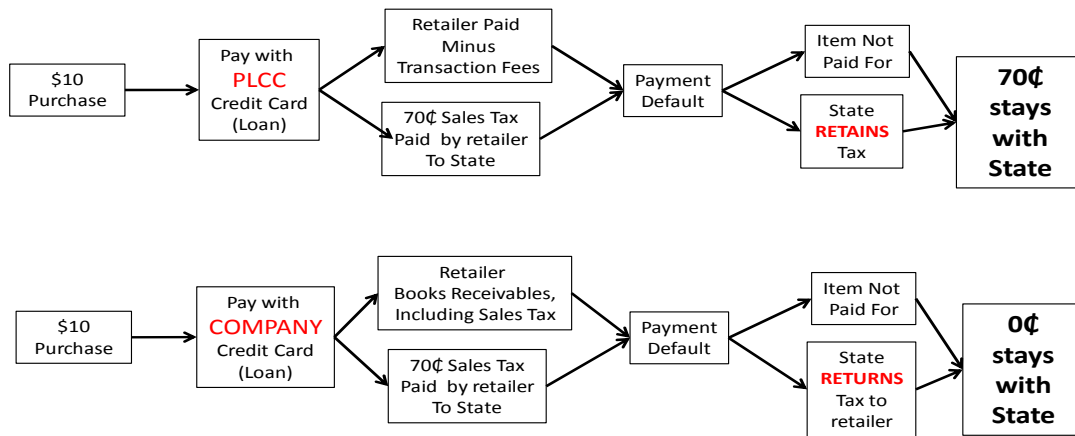 $10
Purchase
Pay with
PLCC
Credit Card
(Loan)
Retailer Paid
Minus
Transaction Fees
70₵ Sales Tax
Paid by retailer
To State
Payment
Default
Item Not
Paid For
State
RETAINS
Tax
70₵
stays
with
State
$10
Purchase
Pay with
COMPANY
Credit Card
(Loan)
Retailer
Books Receivables,
Including Sales Tax
70₵ Sales Tax
Paid by retailer
To State
Payment
Default
Item Not
Paid For
State
RETURNS
Tax to
retailer
0₵
stays
with
State